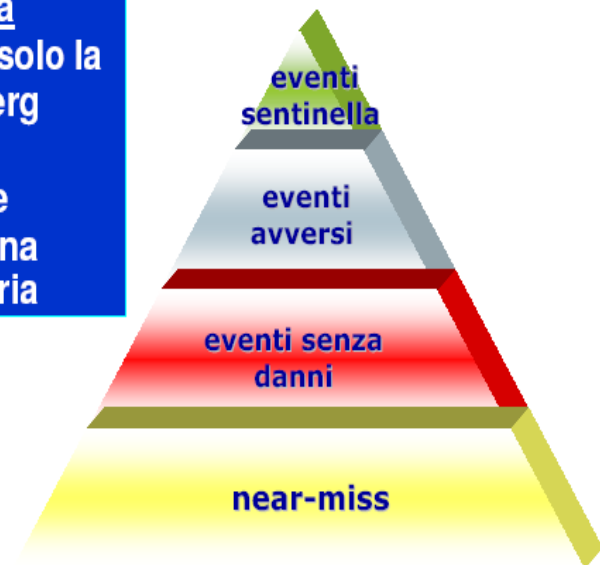 a
solo la
erg
e
na
ria
eventi
sentinella
eventi
avversi
eventi senza
danni
near-miss